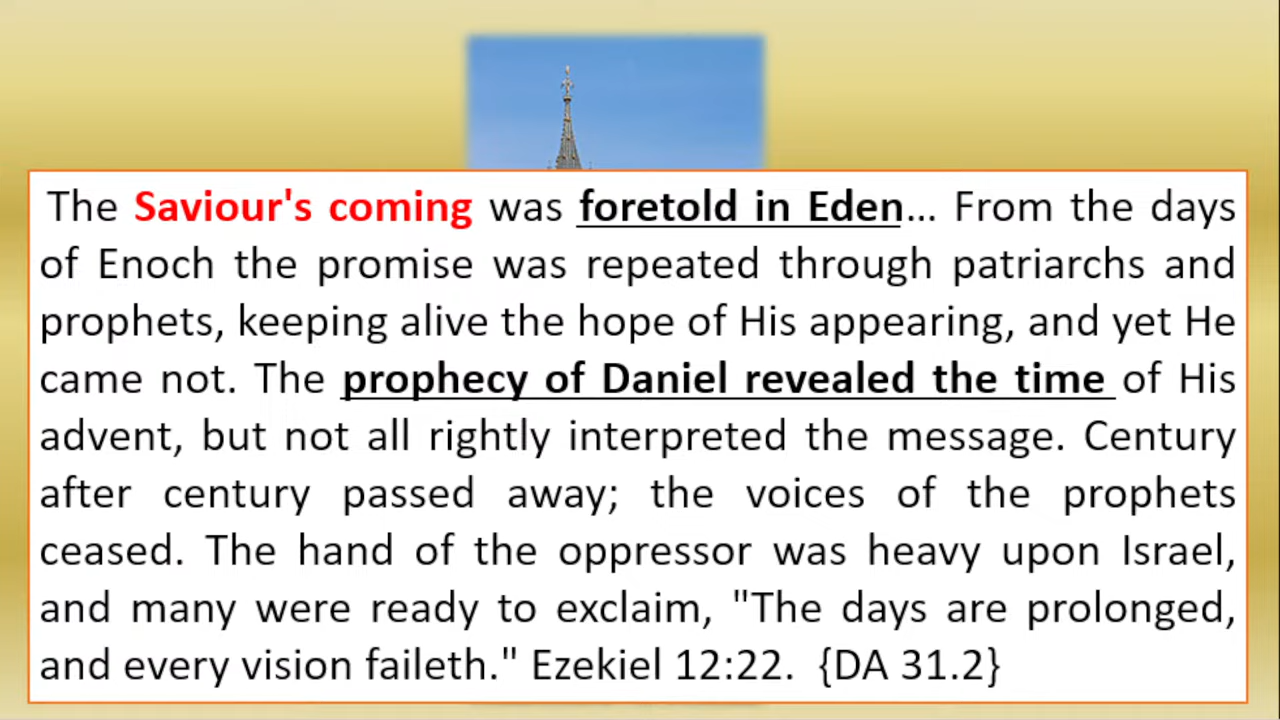 The Saviour's coming was foretold in Eden... From the days
of Enoch the promise was repeated through patriarchs and
prophets, keeping alive the hope of His appearing, and yet He
came not. The prophecy of Daniel revealed the time of His
advent, but not all rightly interpreted the message. Century
after century passed away; the voices of the prophets
ceased. The hand of the oppressor was heavy upon Israel,
and many were ready to exclaim, "The days are prolonged,
and every vision faileth." Ezekiel 12:22. {DA 31.2}